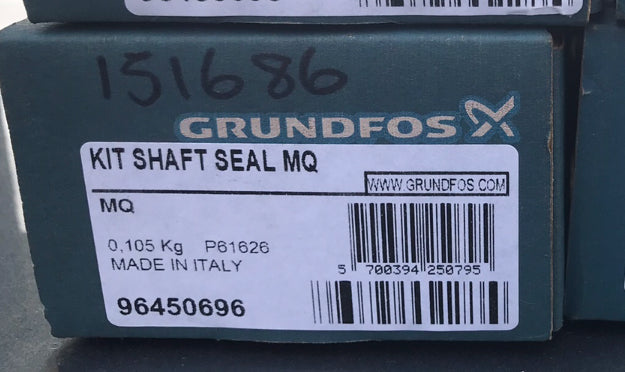 151686
GRUNDFOS
KIT SHAFT SEAL MQ
WWW.GRUNDFOS.COM
MQ
0,105 Kg P61626
MADE IN ITALY
5 700394 250795
96450696